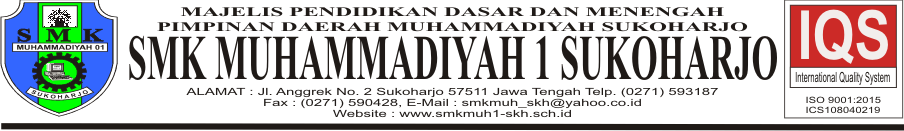 S M K
MUHAMMADIYAH 01
SUKOHARJO
MAJELIS PENDIDIKAN DASAR DAN MENENGAH
PIMPINAN DAERAH MUHAMMADIYAH SUKOHARJO
SMK MUHAMMADIYAH 1 SUKOHARJO
ALAMAT : Jl. Anggrek No. 2 Sukoharjo 57511 Jawa Tengah Telp. (0271) 593187
Fax : (0271) 590428, E-Mail : smkmuh_skh@yahoo.co.id
Website : www.smkmuh1-skh.sch.id
IQS
International Quality System
ISO 9001:2015
ICS108040219